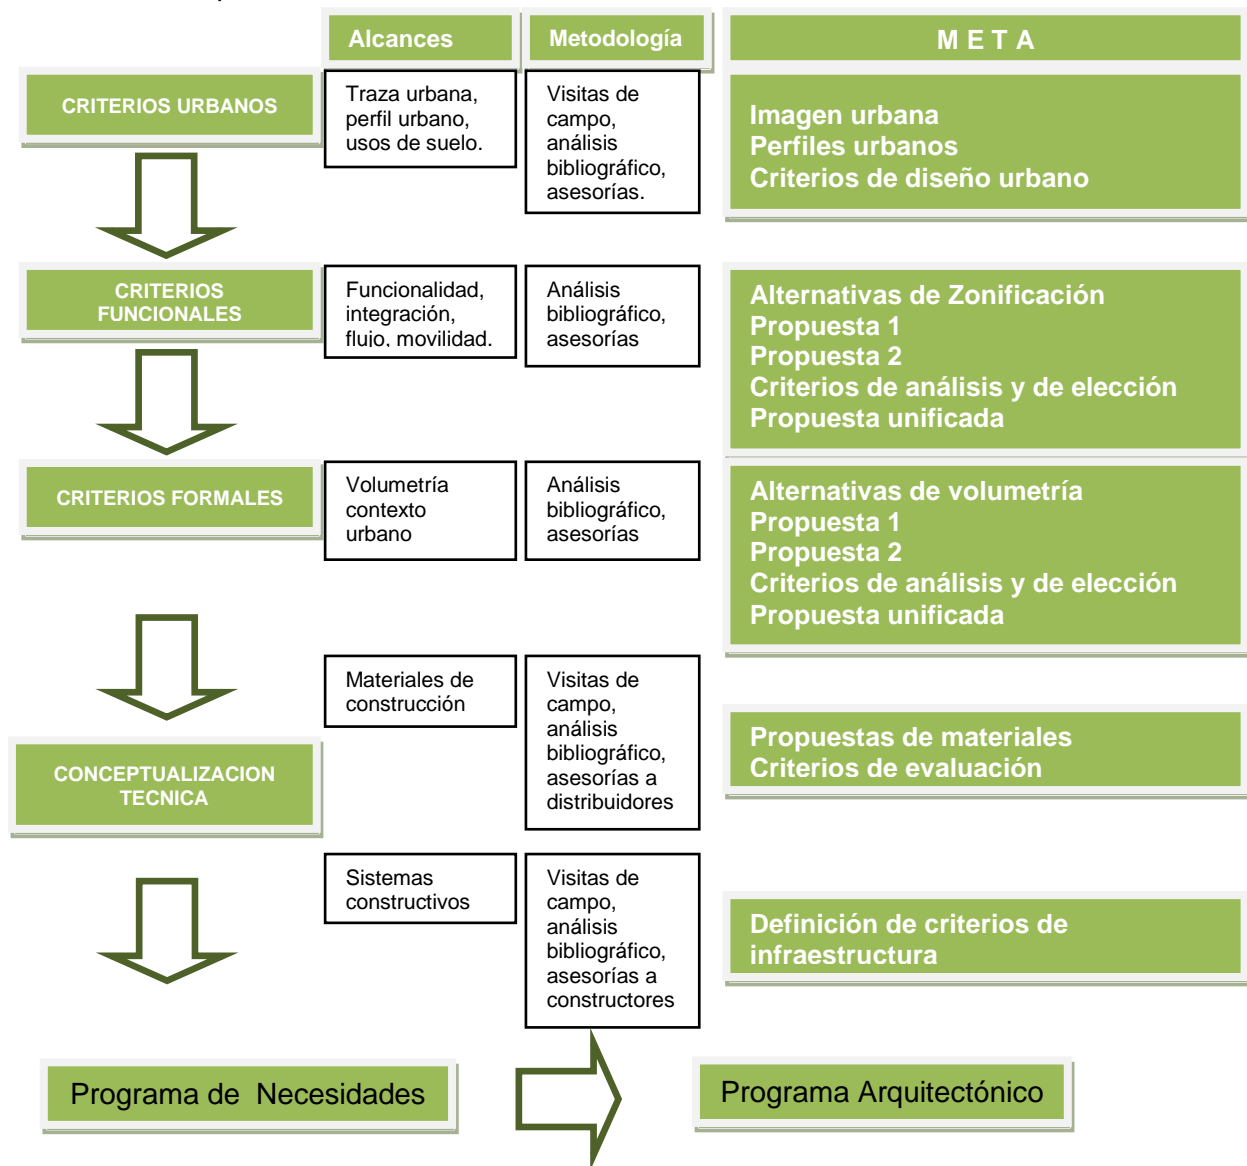 Alcances
Metodología
M E T A
CRITERIOS URBANOS
Traza urbana,
perfil urbano,
usos de suelo.
Visitas de
campo,
análisis
bibliográfico,
asesorías.
Imagen urbana
Perfiles urbanos
Criterios de diseño urbano
CRITERIOS
FUNCIONALES
Funcionalidad,
integración,
flujo, movilidad.
Análisis
bibliográfico,
asesorías
Alternativas de Zonificación
Propuesta 1
Propuesta 2
Criterios de análisis y de elección
Propuesta unificada
CRITERIOS FORMALES
Volumetría
contexto
urbano
Análisis
bibliográfico,
asesorías
Alternativas de volumetría
Propuesta 1
Propuesta 2
Criterios de análisis y de elección
Propuesta unificada
CONCEPTUALIZACION
TECNICA
Materiales de
construcción
Visitas de
campo,
análisis
bibliográfico,
asesorías a
distribuidores
Propuestas de materiales
Criterios de evaluación
Sistemas
constructivos
Visitas de
campo,
análisis
bibliográfico,
asesorías a
constructores
Definición de criterios de
infraestructura
Programa de  Necesidades
Programa Arquitectónico